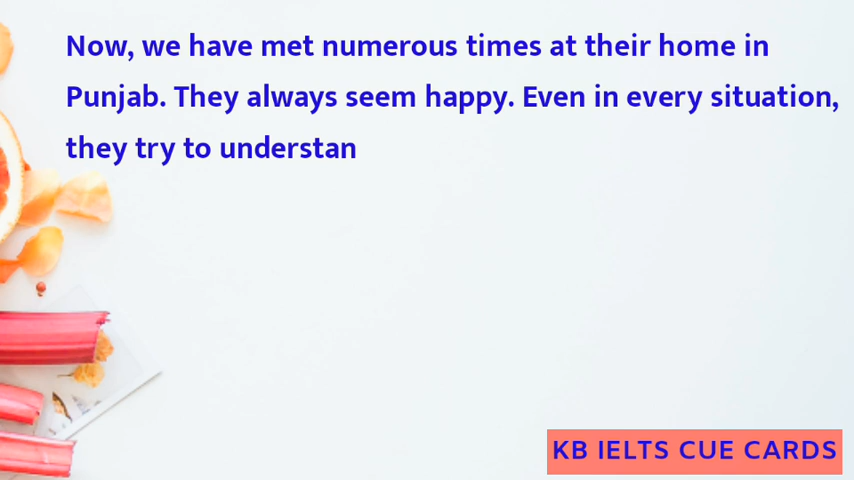 Now, we have met numerous times at their home in
Punjab. They always seem happy. Even in every situation,
they try to understan
KB IELTS CUE CARDS